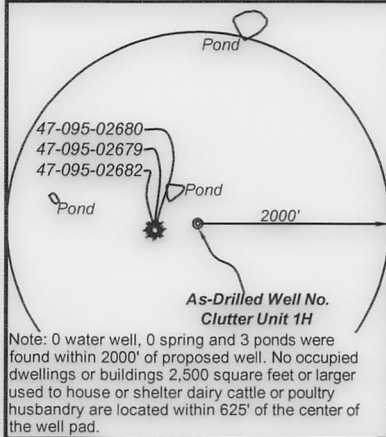 Pond
47-095-02680
47-095-02679
47-095-02682
Pond
Pond
2000'
As-Drilled Well No.
Clutter Unit 1H
Note: 0 water well, 0 spring and 3 ponds were
found within 2000' of proposed well. No occupied
dwellings or buildings 2,500 square feet or larger
used to house or shelter dairy cattle or poultry
husbandry are located within 625' of the center of
the well pad.